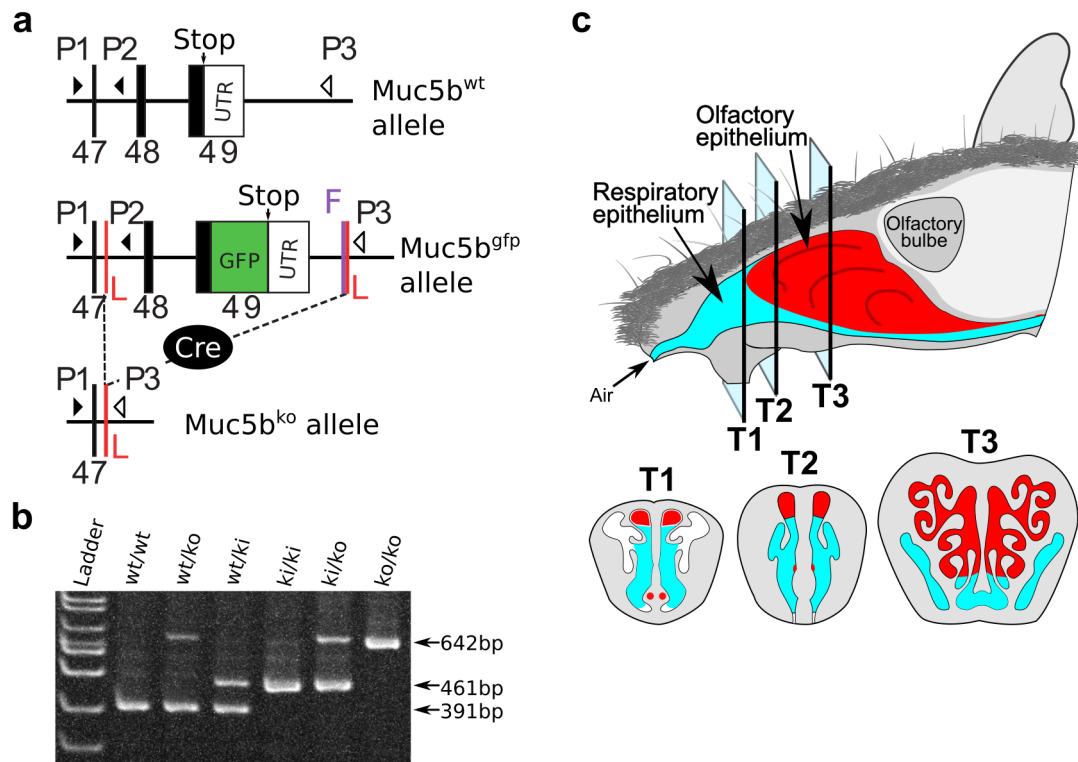 a
Stop
P1 P2 P3
UTR
Muc5b^wt
allele
47 48 49
Stop
P1 P2 F P3
GFP UTR
Muc5b^gfp
allele
L L
47 48 49
Cre
P1 P3
Muc5b^ko allele
L
47
b
Ladder wt/wt wt/ko wt/ki ki/ki ki/ko ko/ko
642bp
461bp
391bp
c
Olfactory
epithelium
Respiratory
epithelium
Olfactory
bulbe
Air
T1 T2 T3
T1 T2 T3